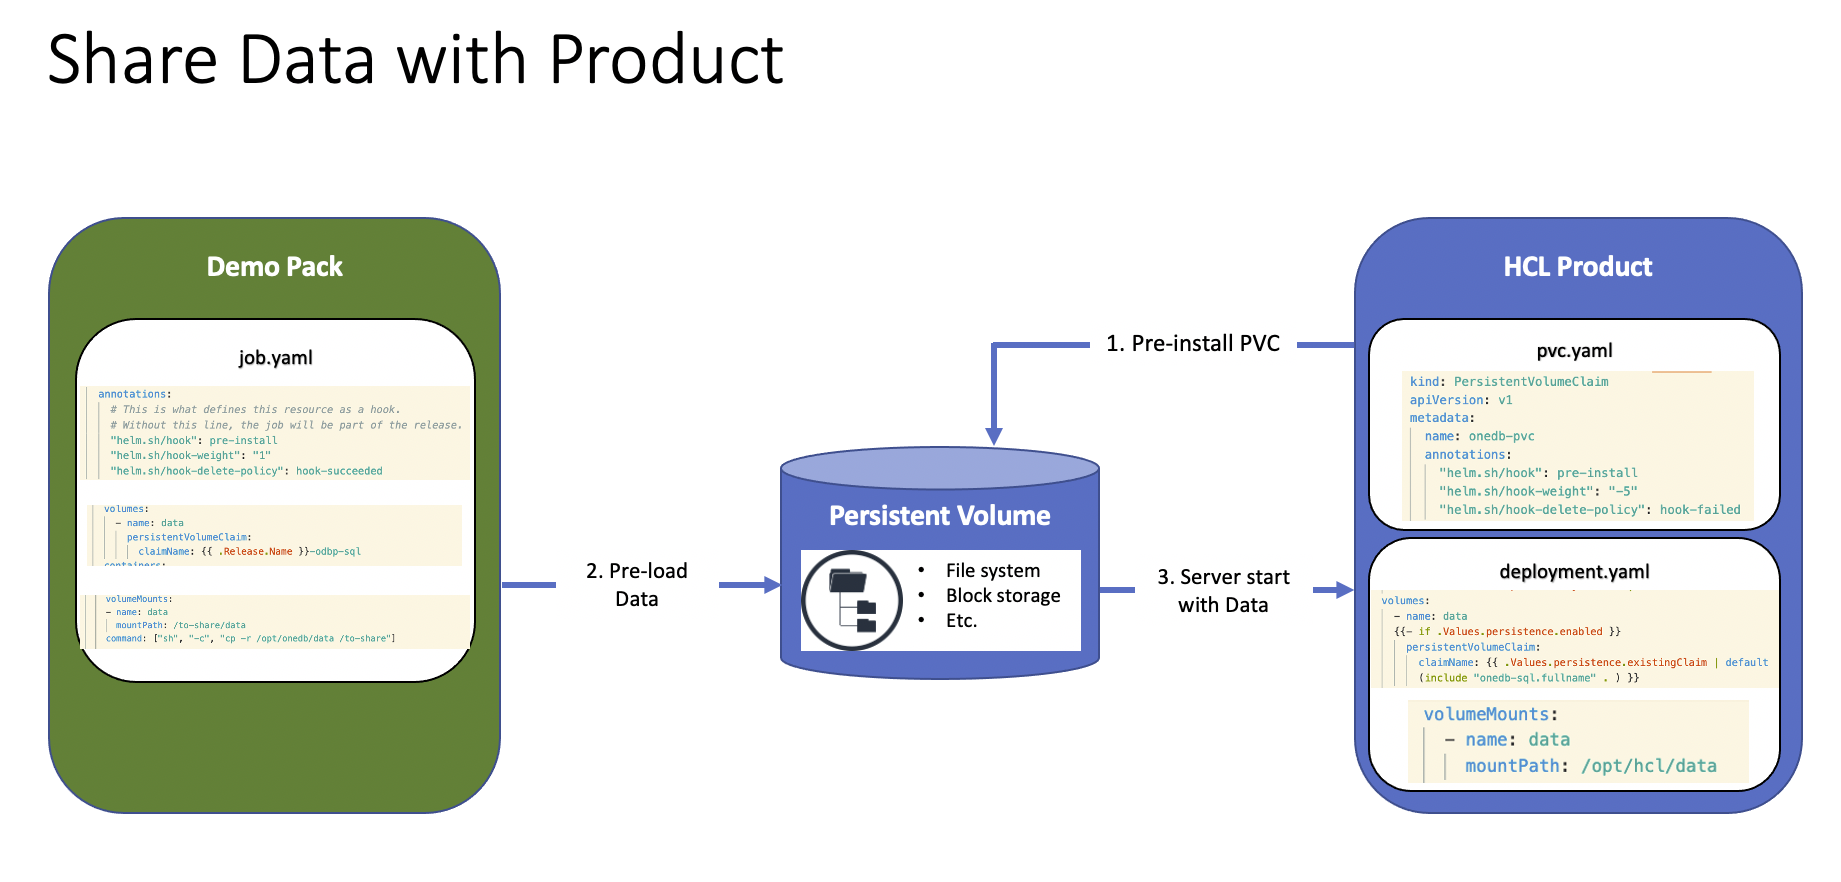 Share Data with Product
Demo Pack
job.yaml
annotations:
# This is what defines this resource as a hook.
# Without this line, the job will be part of the release.
"helm.sh/hook": pre-install
"helm.sh/hook-weight": "1"
"helm.sh/hook-delete-policy": hook-succeeded
volumes:
- name: data
persistentVolumeClaim:
claimName: {{ .Release.Name }}-odbp-sql
containers:
volumeMounts:
- name: data
mountPath: /to-share/data
command: ["sh", "-c", "cp -r /opt/onedb/data /to-share"]
2. Pre-load
Data
1. Pre-install PVC
Persistent Volume
• File system
• Block storage
• Etc.
3. Server start
with Data
HCL Product
pvc.yaml
kind: PersistentVolumeClaim
apiVersion: v1
metadata:
name: onedb-pvc
annotations:
"helm.sh/hook": pre-install
"helm.sh/hook-weight": "-5"
"helm.sh/hook-delete-policy": hook-failed
deployment.yaml
volumes:
- name: data
{{- if .Values.persistence.enabled }}
persistentVolumeClaim:
claimName: {{ .Values.persistence.existingClaim | default
(include "onedb-sql.fullname" . ) }}
volumeMounts:
- name: data
mountPath: /opt/hcl/data